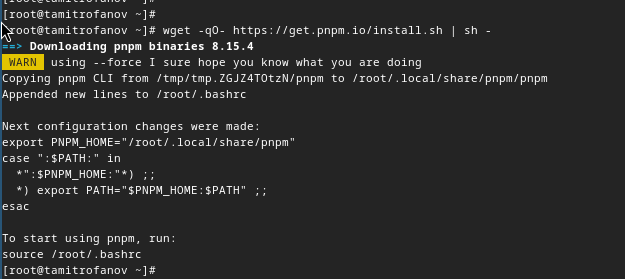 [root@tamitrofanov ~]#
[root@tamitrofanov ~]# wget -qO- https://get.pnpm.io/install.sh | sh -
==> Downloading pnpm binaries 8.15.4
WARN using --force I sure hope you know what you are doing
Copying pnpm CLI from /tmp/tmp.ZGJZ4TOtzN/pnpm to /root/.local/share/pnpm/pnpm
Appended new lines to /root/.bashrc

Next configuration changes were made:
export PNPM_HOME="/root/.local/share/pnpm"
case ":$PATH:" in
  *":$PNPM_HOME:"*) ;;
  *) export PATH="$PNPM_HOME:$PATH" ;;
esac

To start using pnpm, run:
source /root/.bashrc
[root@tamitrofanov ~]#